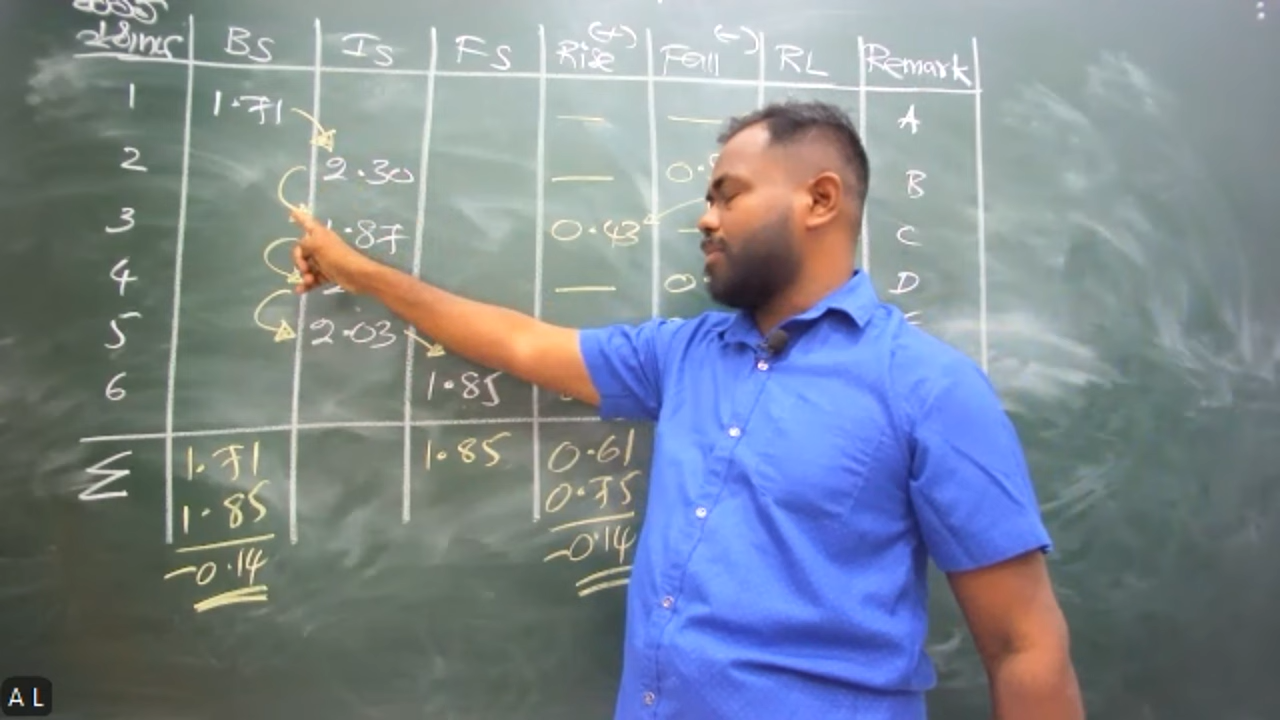 BS IS FS Rise (+) Fall (-) RL Remark
1 1.71 — — A
2 2.30 — B
3 1.87 0.43 C
4 — D
5 2.03
6 1.85
Σ 1.71 1.85 0.61
1.85 0.75
-0.14 -0.14
A L